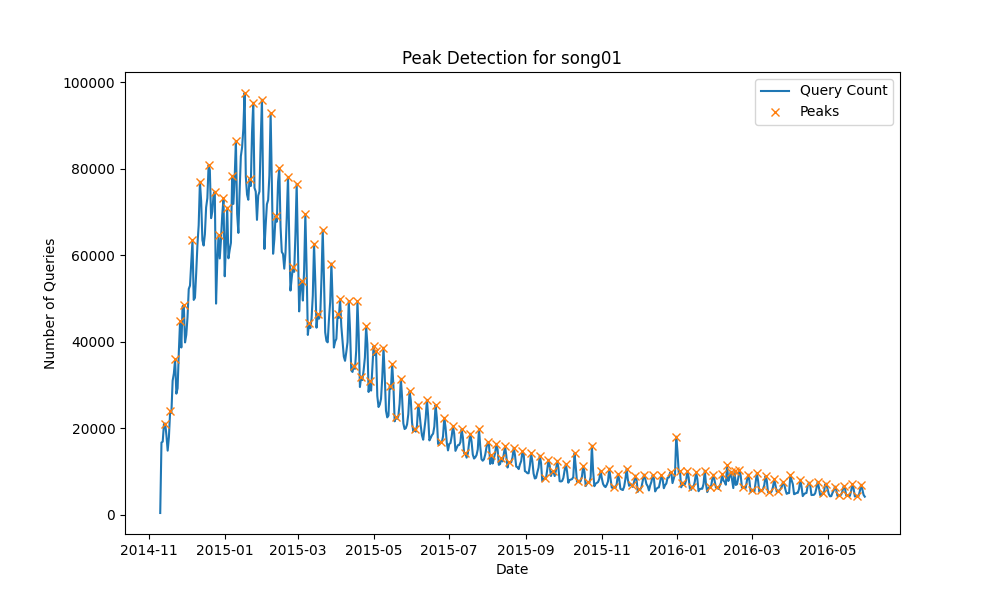 Peak Detection for song01
100000
80000
60000
40000
20000
0
Number of Queries
Query Count
Peaks
2014-11 2015-01 2015-03 2015-05 2015-07 2015-09 2015-11 2016-01 2016-03 2016-05
Date